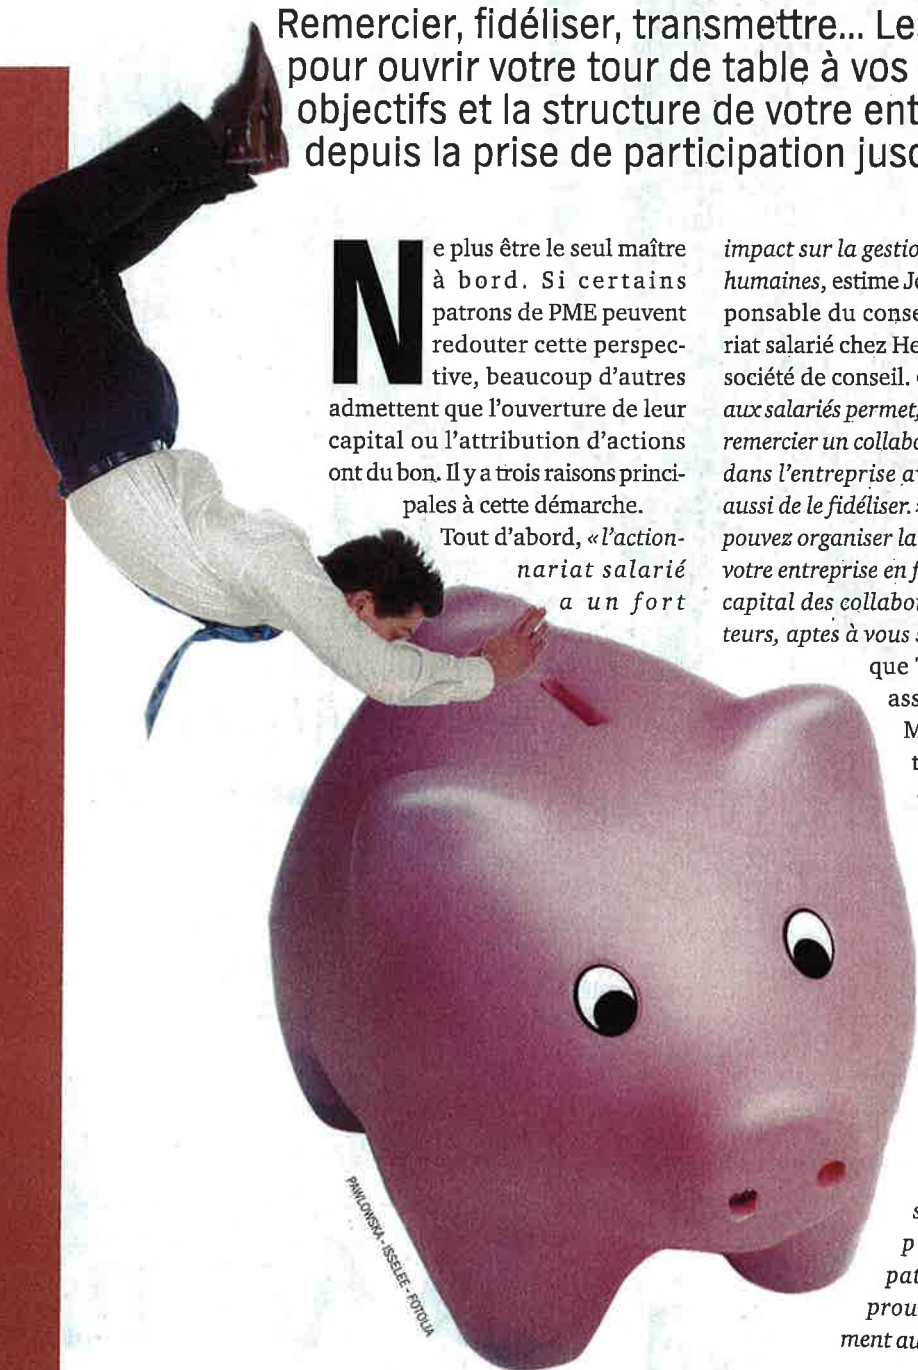 Remercier, fidéliser, transmettre... Les
pour ouvrir votre tour de table à vos
objectifs et la structure de votre ent
depuis la prise de participation jusq
Ne plus être le seul maître
à bord. Si certains
patrons de PME peuvent
redouter cette perspec-
tive, beaucoup d'autres
admettent que l'ouverture de leur
capital ou l'attribution d'actions
ont du bon. Il y a trois raisons princi-
pales à cette démarche.
Tout d'abord, «l'action-
nariat salarié
a un fort
impact sur la gestio
humaines, estime Jo
ponsable du conse
riat salarié chez He
société de conseil.
aux salariés permet,
remercier un collabo
dans l'entreprise a
aussi de le fidéliser.
pouvez organiser la
votre entreprise en f
capital des collabor
teurs, aptes à vous
que
ass
M
t
s
p
pat
prou
ment au
PAWLOWSKA - ISSELEE - FOTOLIA